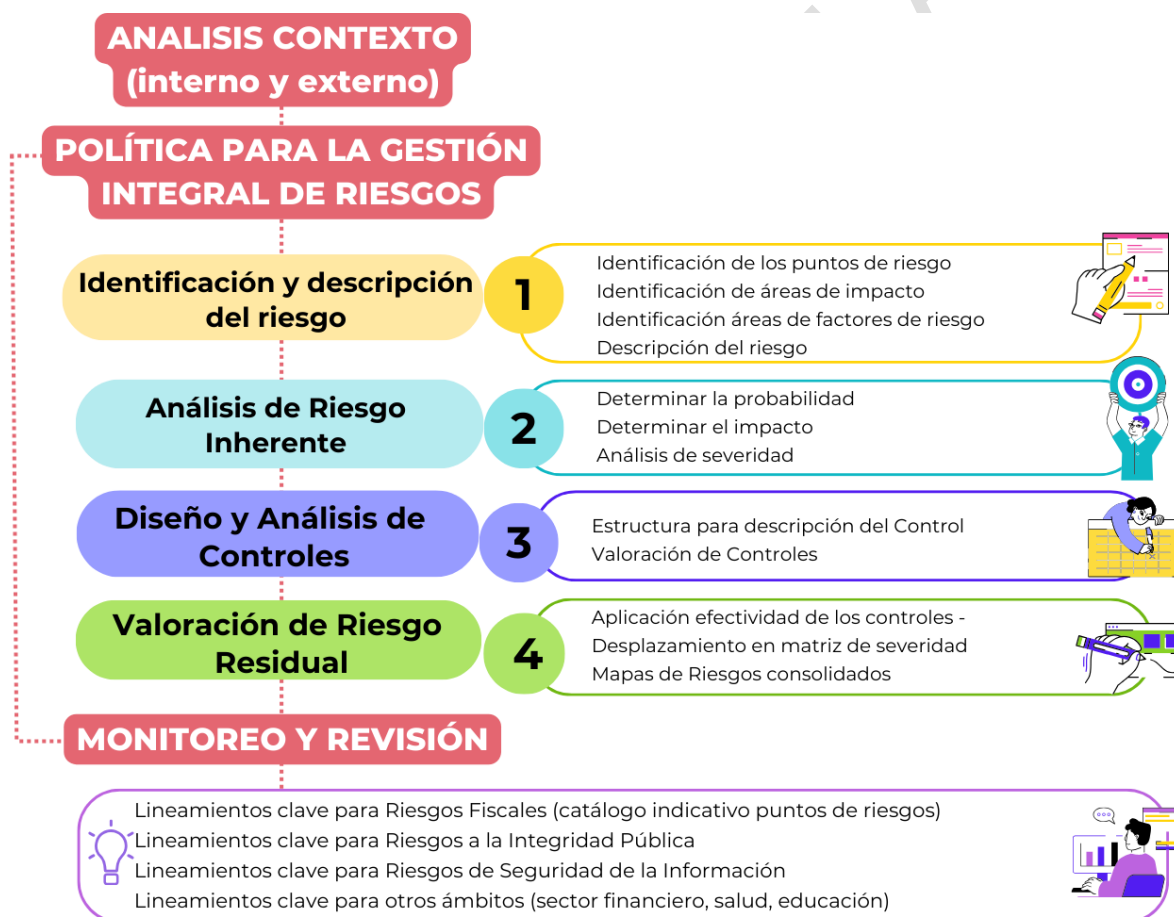 ANALISIS CONTEXTO
(interno y externo)
POLÍTICA PARA LA GESTIÓN
INTEGRAL DE RIESGOS
Identificación y descripción
del riesgo
1
Identificación de los puntos de riesgo
Identificación de áreas de impacto
Identificación áreas de factores de riesgo
Descripción del riesgo
Análisis de Riesgo
Inherente
2
Determinar la probabilidad
Determinar el impacto
Análisis de severidad
Diseño y Análisis de
Controles
3
Estructura para descripción del Control
Valoración de Controles
Valoración de Riesgo
Residual
4
Aplicación efectividad de los controles -
Desplazamiento en matriz de severidad
Mapas de Riesgos consolidados
MONITOREO Y REVISIÓN
Lineamientos clave para Riesgos Fiscales (catálogo indicativo puntos de riesgos)
Lineamientos clave para Riesgos a la Integridad Pública
Lineamientos clave para Riesgos de Seguridad de la Información
Lineamientos clave para otros ámbitos (sector financiero, salud, educación)